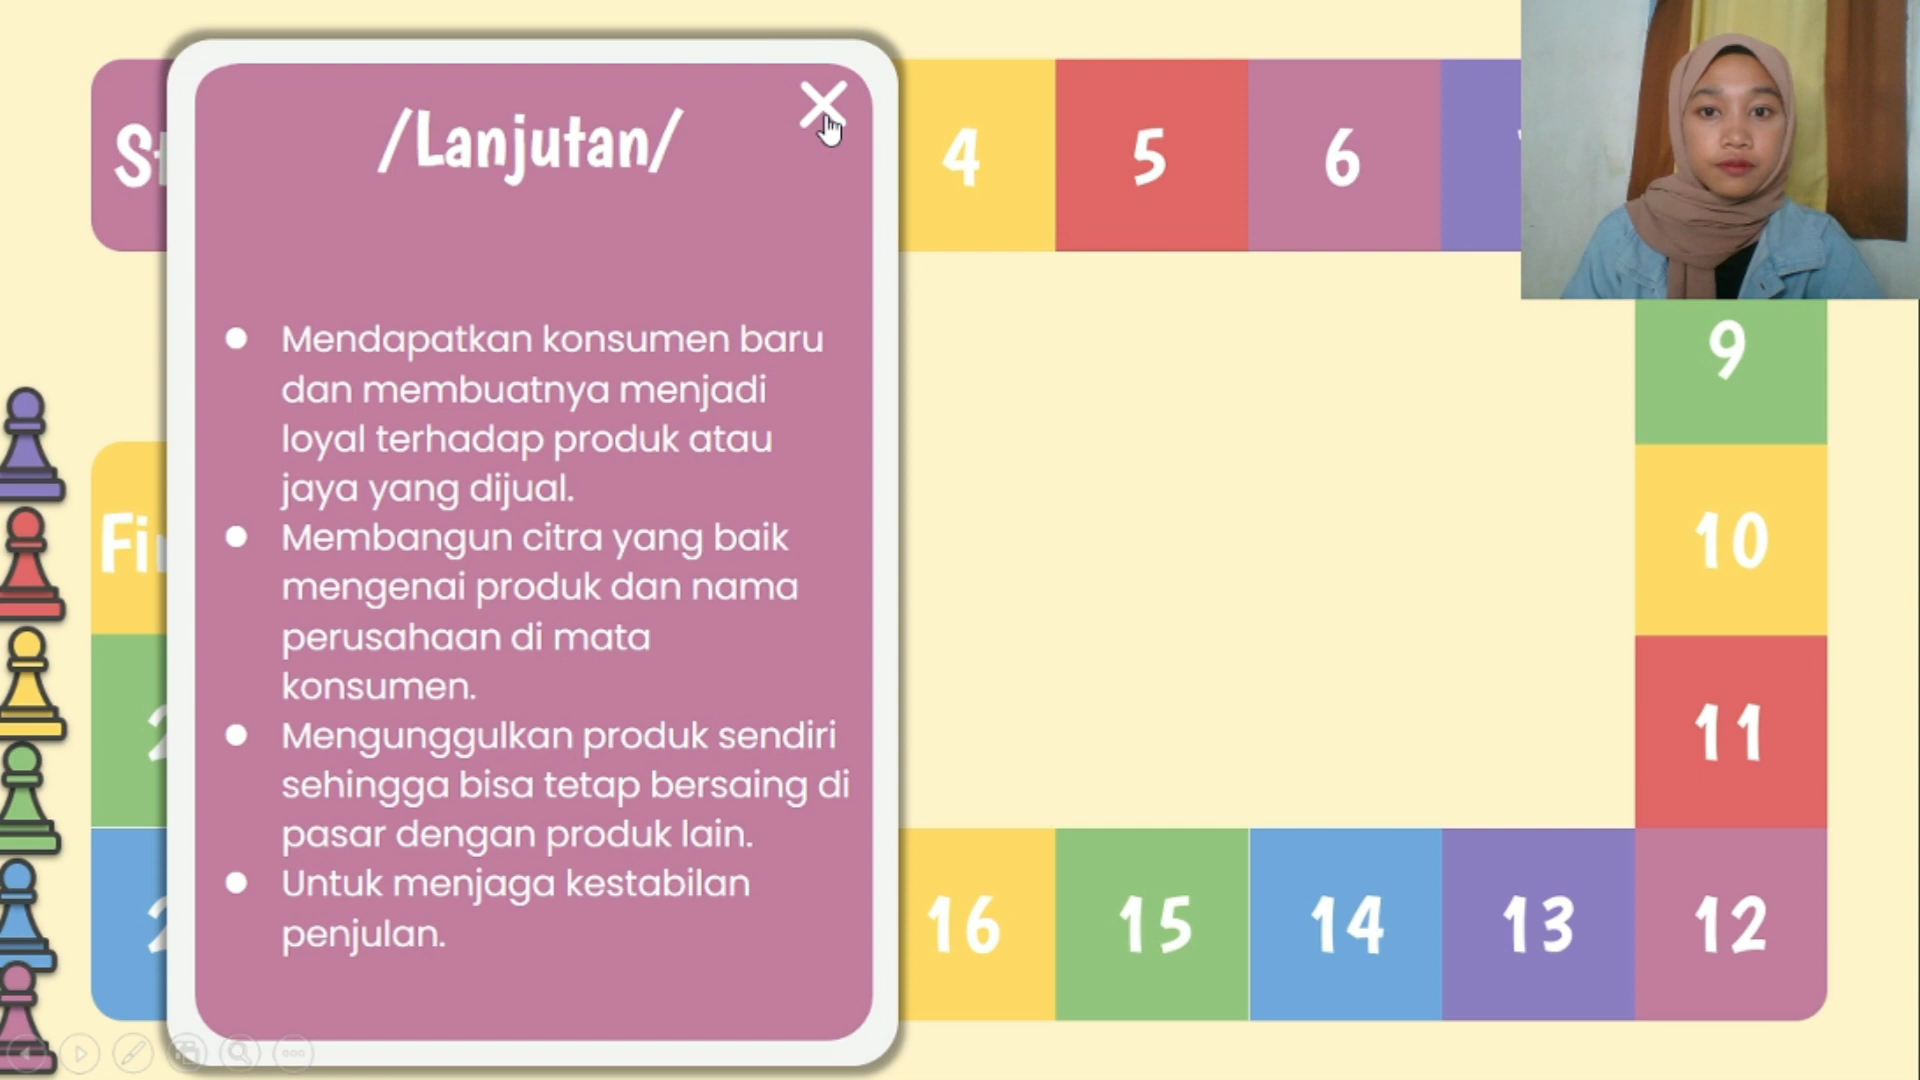 /Lanjutan/
4
5
6
Mendapatkan konsumen baru
dan membuatnya menjadi
loyal terhadap produk atau
jaya yang dijual.
Membangun citra yang baik
mengenai produk dan nama
perusahaan di mata
konsumen.
Mengunggulkan produk sendiri
sehingga bisa tetap bersaing di
pasar dengan produk lain.
Untuk menjaga kestabilan
penjulan.
9
10
11
16
15
14
13
12